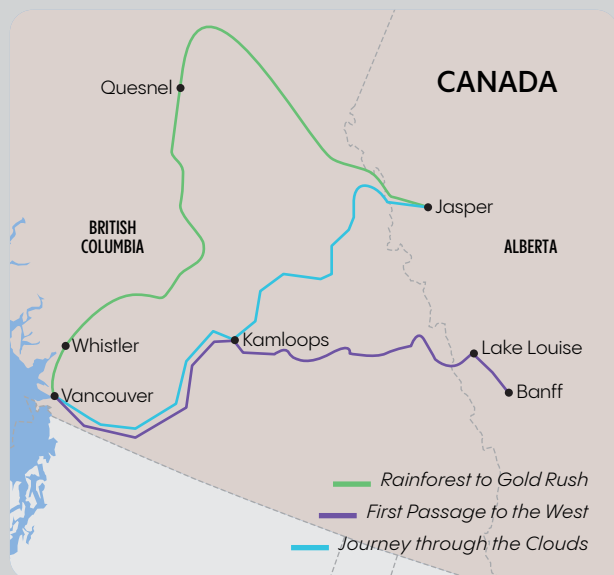 CANADA
Quesnel
Jasper
BRITISH
COLUMBIA
ALBERTA
Whistler
Kamloops
Lake Louise
Vancouver
Banff
Rainforest to Gold Rush
First Passage to the West
Journey through the Clouds